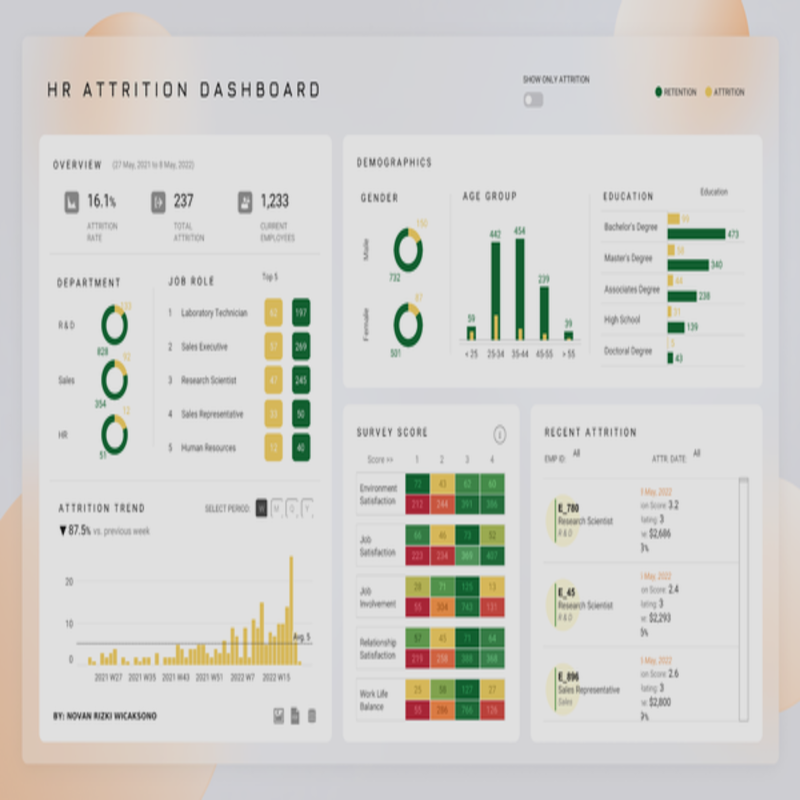 HR ATTRITION DASHBOARD
SHOW ONLY ATTRITION
RETENTION ATTRITION
OVERVIEW (27 May, 2021 to 8 May, 2022)
16.1% 237 1,233
ATTRITION RATE
TOTAL ATTRITION
CURRENT EMPLOYEES
DEPARTMENT
R&D
828
Sales
354
HR
12
51
JOB ROLE Top 5
1 Laboratory Technician 62 197
2 Sales Executive 57 269
3 Research Scientist 47 245
4 Sales Representative 33 50
5 Human Resources 12 40
ATTRITION TREND
SELECT PERIOD: W M Q Y
▼ 87.5% vs. previous week
20
10
0
Avg. 5
2021 W27 2021 W35 2021 W43 2021 W51 2022 W7 2022 W15
BY: NOVAN RIZKI WICAKSONO
DEMOGRAPHICS
GENDER
Male
150
732
Female
87
501
AGE GROUP
59 442 454 239 39
< 25 25-34 35-44 45-55 > 55
EDUCATION Education
Bachelor's Degree 99 473
Master's Degree 58 340
Associates Degree 44 238
High School 31 139
Doctoral Degree 5 43
SURVEY SCORE
Score >> 1 2 3 4
Environment Satisfaction
72 43 62 60
212 244 391 386
Job Satisfaction
66 46 73 52
223 234 369 407
Job Involvement
28 71 125 13
55 304 743 131
Relationship Satisfaction
57 45 71 64
219 258 388 368
Work Life Balance
25 58 127 27
55 286 766 126
RECENT ATTRITION
EMP ID: All ATTR. DATE: All
E_780
Research Scientist
R & D
May, 2022
on Score: 3.2
ating: 3
$2,686
E_45
Research Scientist
R & D
May, 2022
on Score: 2.4
ating: 3
$2,293
E_896
Sales Representative
Sales
May, 2022
on Score: 2.6
ating: 3
$2,800